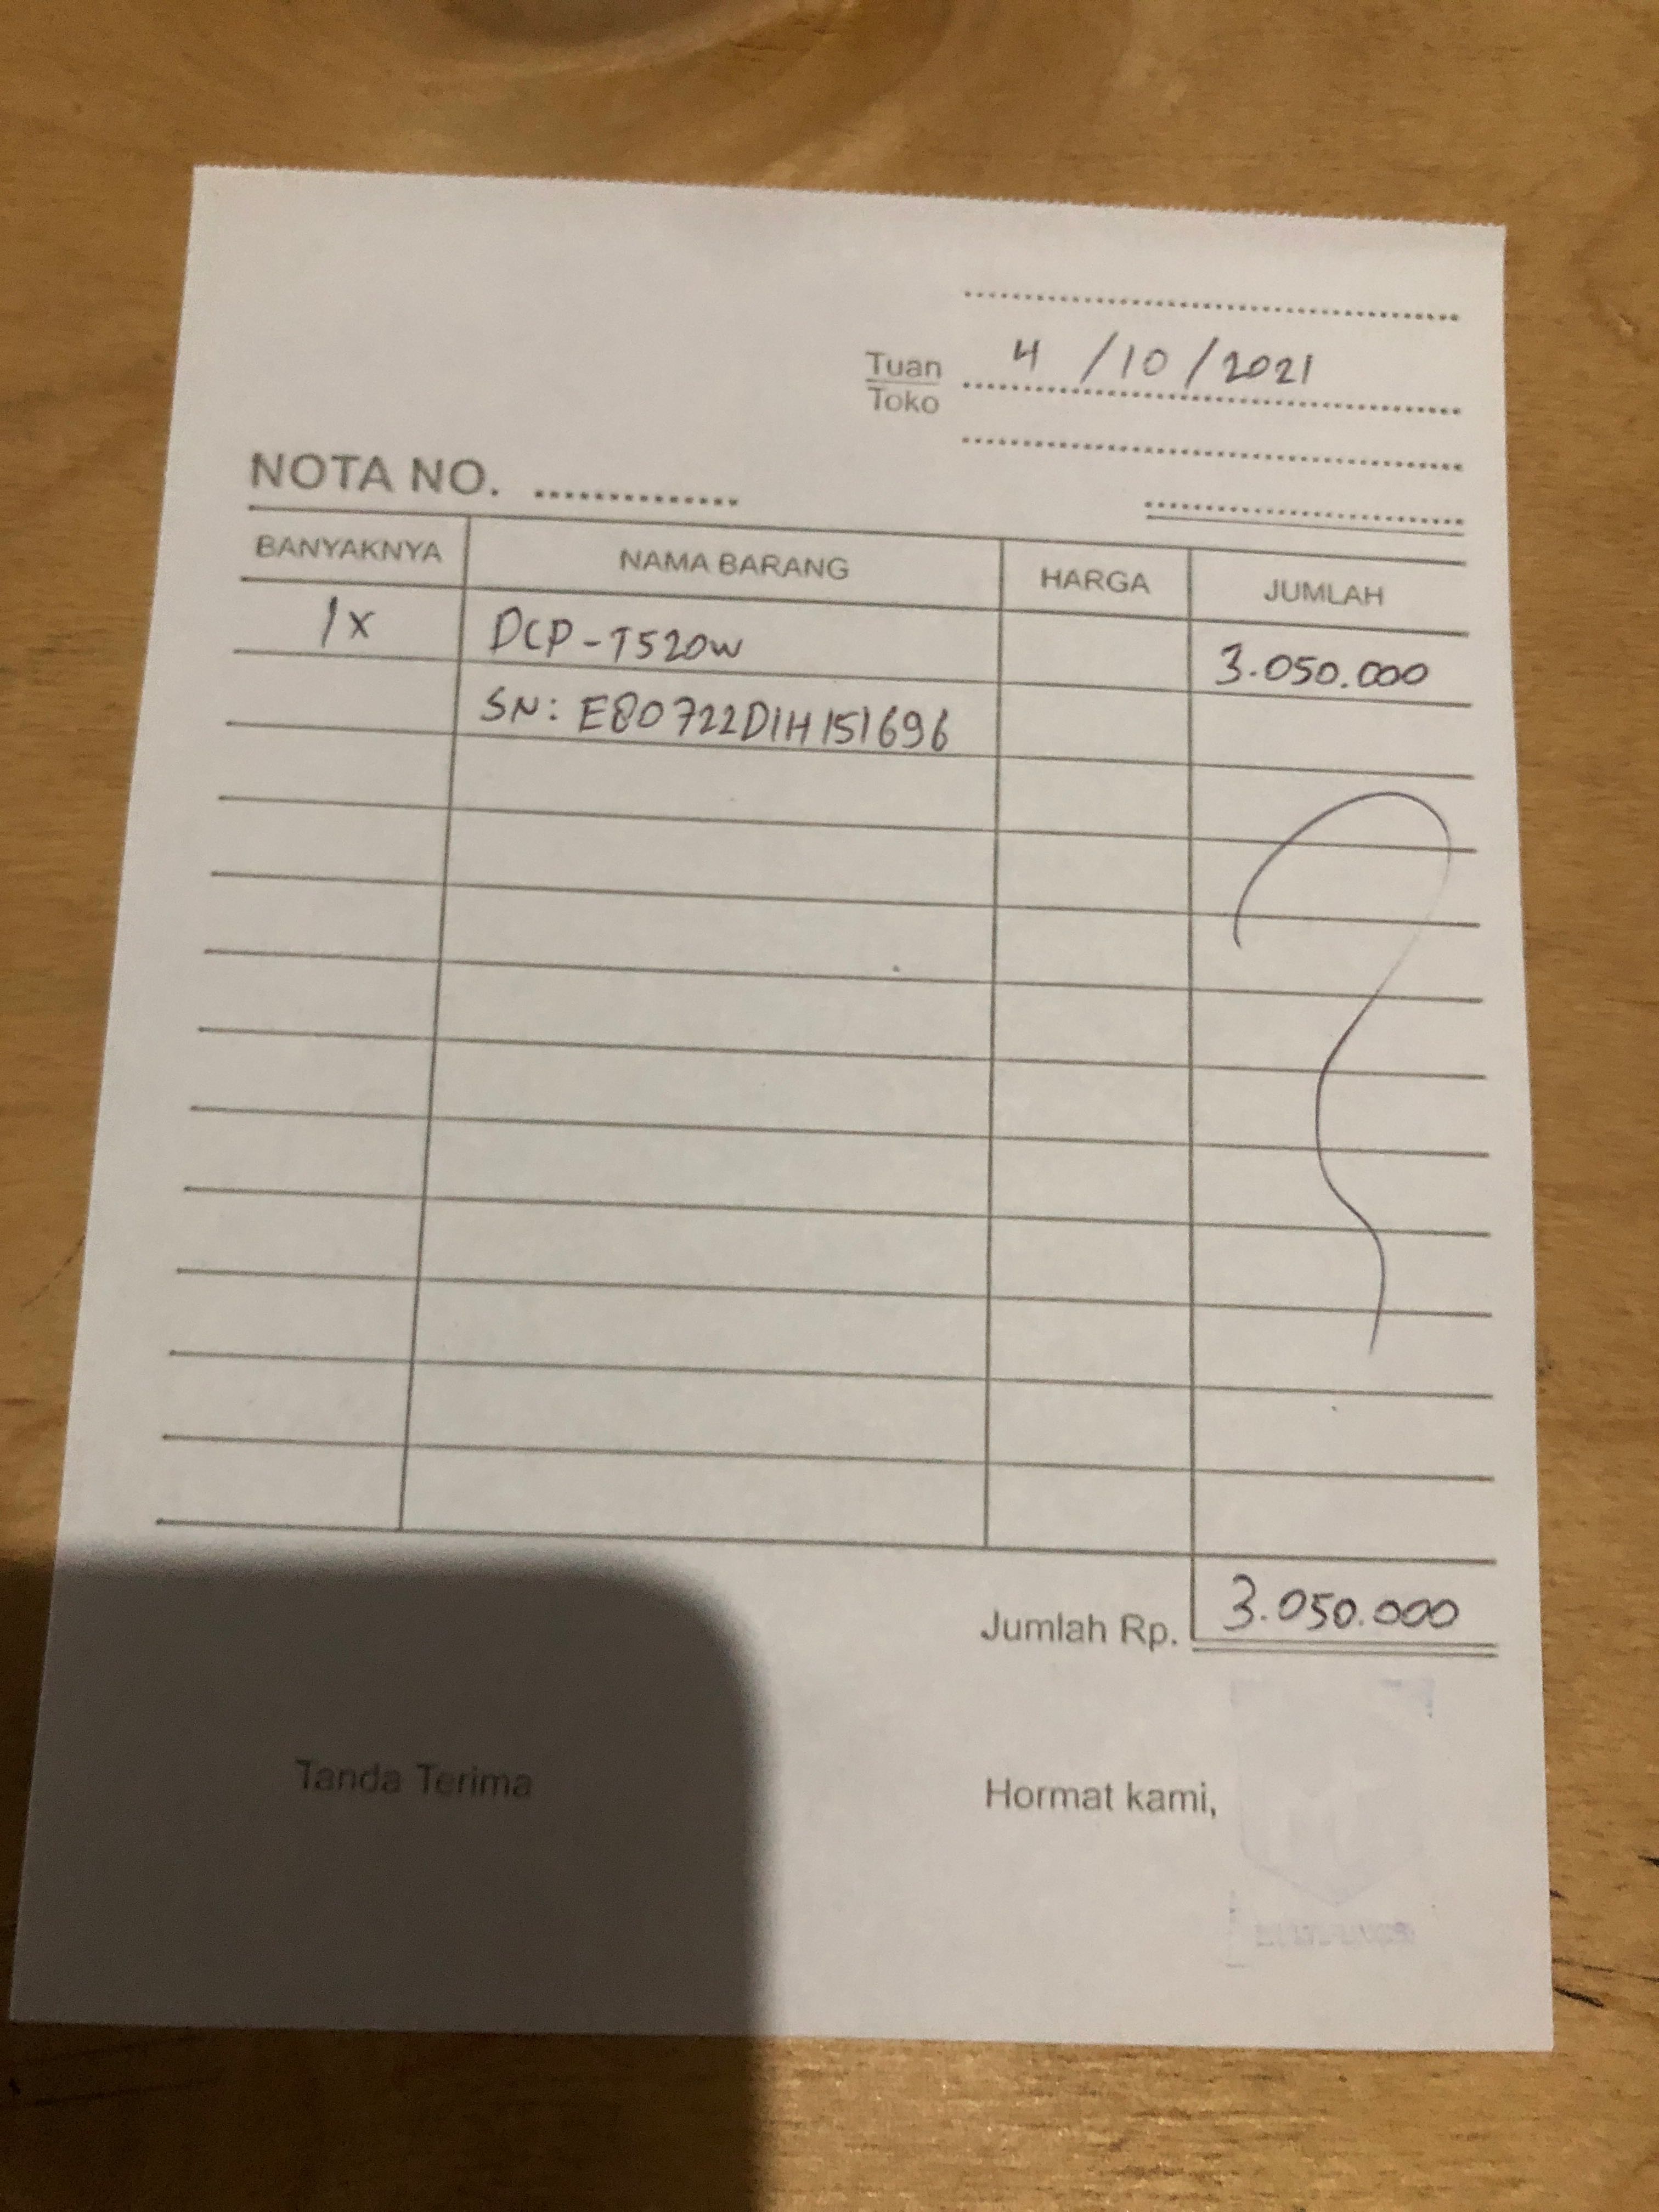 Tuan 4 / 10 / 2021
Toko
NOTA NO.
BANYAKNYA NAMA BARANG HARGA JUMLAH
1x DCP-T520W 3.050.000
SN: E80722D1H151696
Jumlah Rp. 3.050.000
Tanda Terima Hormat kami,